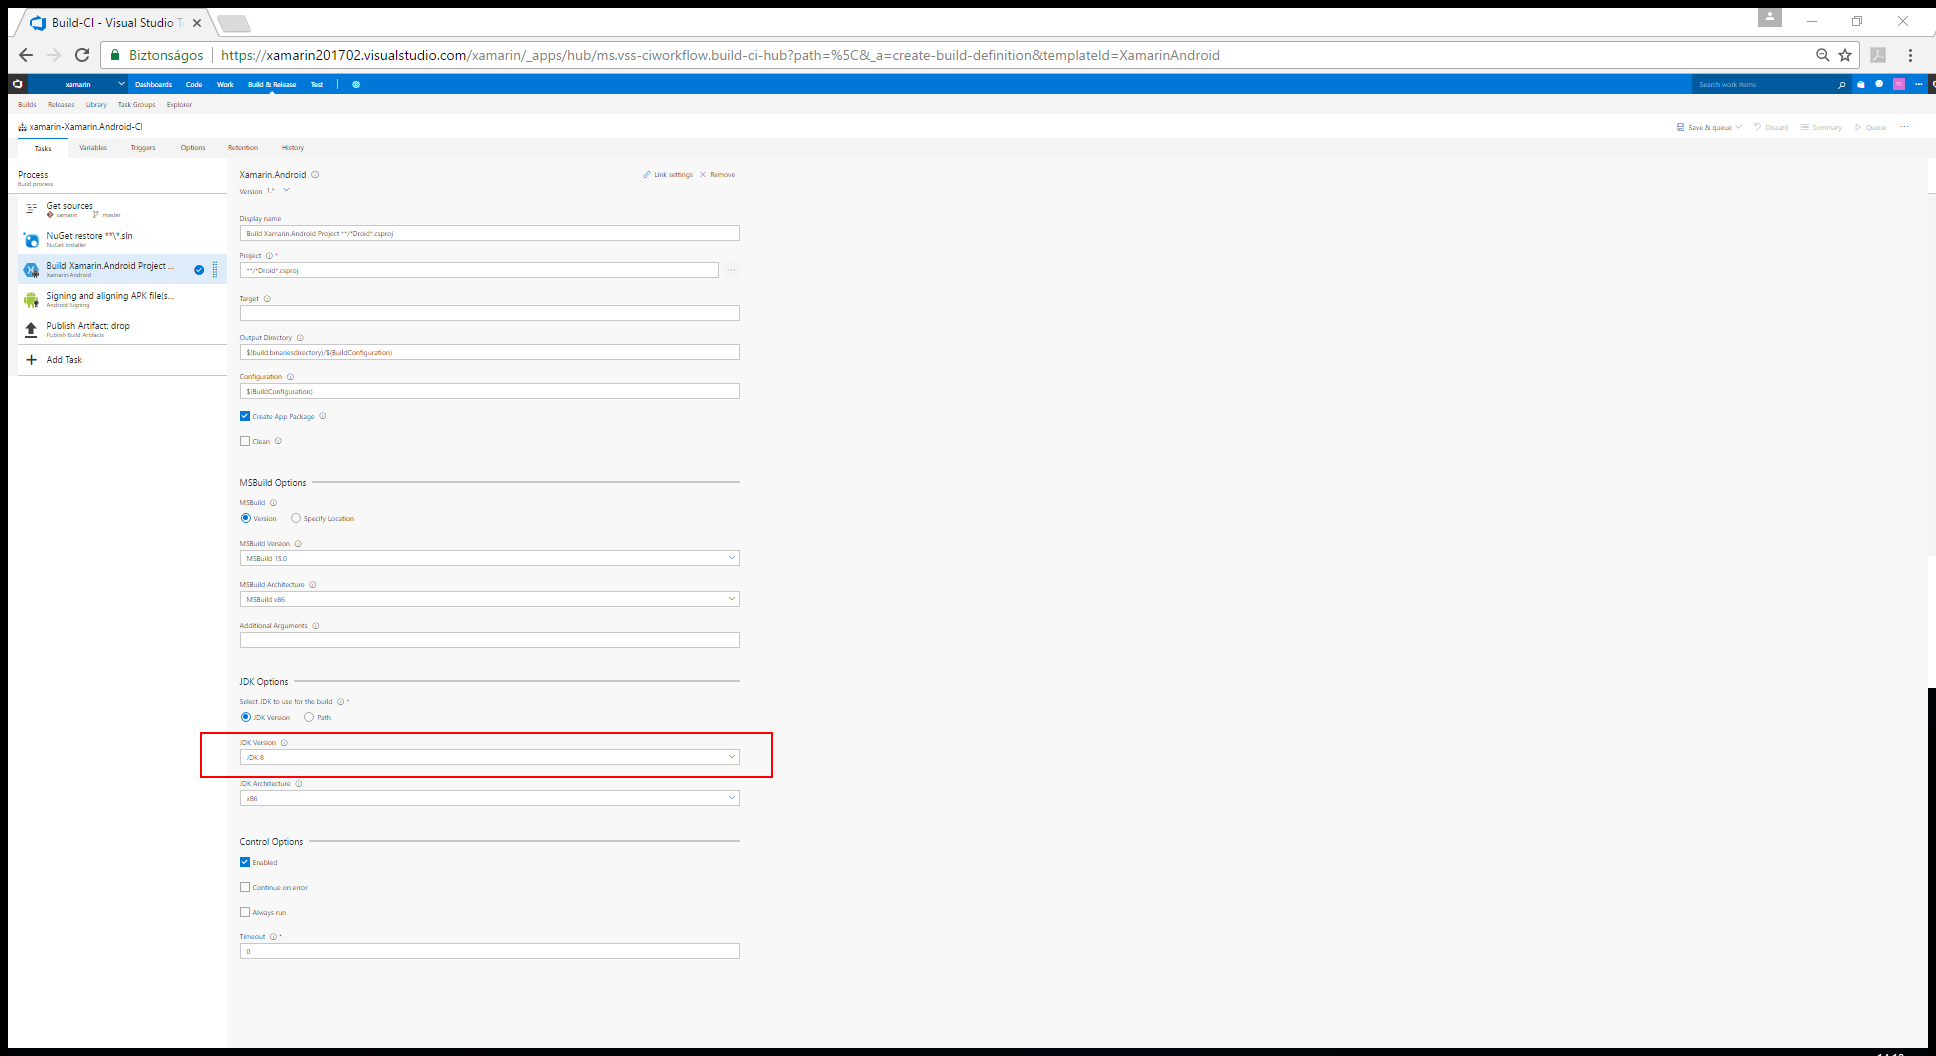 Build-CI - Visual Studio T
Biztonságos https://xamarin201702.visualstudio.com/xamarin/_apps/hub/ms.vss-ciworkflow.build-ci-hub?path=%5C&_a=create-build-definition&templateId=XamarinAndroid
xamarin Dashboards Code Work Build & Release Test Search work items
Builds Releases Library Task Groups Explorer
xamarin-Xamarin.Android-CI Save & queue Discard Summary Queue ...
Tasks Variables Triggers Options Retention History
Process
Build process
Get sources
xamarin master
NuGet restore **\*.sln
NuGet Installer
Build Xamarin.Android Project ...
Xamarin.Android
Signing and aligning APK file(s...
Android Signing
Publish Artifact: drop
Publish Build Artifacts
Add Task
Xamarin.Android Link settings Remove
Version 1.*
Display name
Build Xamarin.Android Project **/*Droid*.csproj
Project *
**/*Droid*.csproj ...
Target
Output Directory
$(build.binariesdirectory)/$(BuildConfiguration)
Configuration
$(BuildConfiguration)
Create App Package
Clean
MSBuild Options
MSBuild
Version Specify Location
MSBuild Version
MSBuild 15.0
MSBuild Architecture
MSBuild x86
Additional Arguments
JDK Options
Select JDK to use for the build *
JDK Version Path
JDK Version
JDK 8
JDK Architecture
x86
Control Options
Enabled
Continue on error
Always run
Timeout *
0